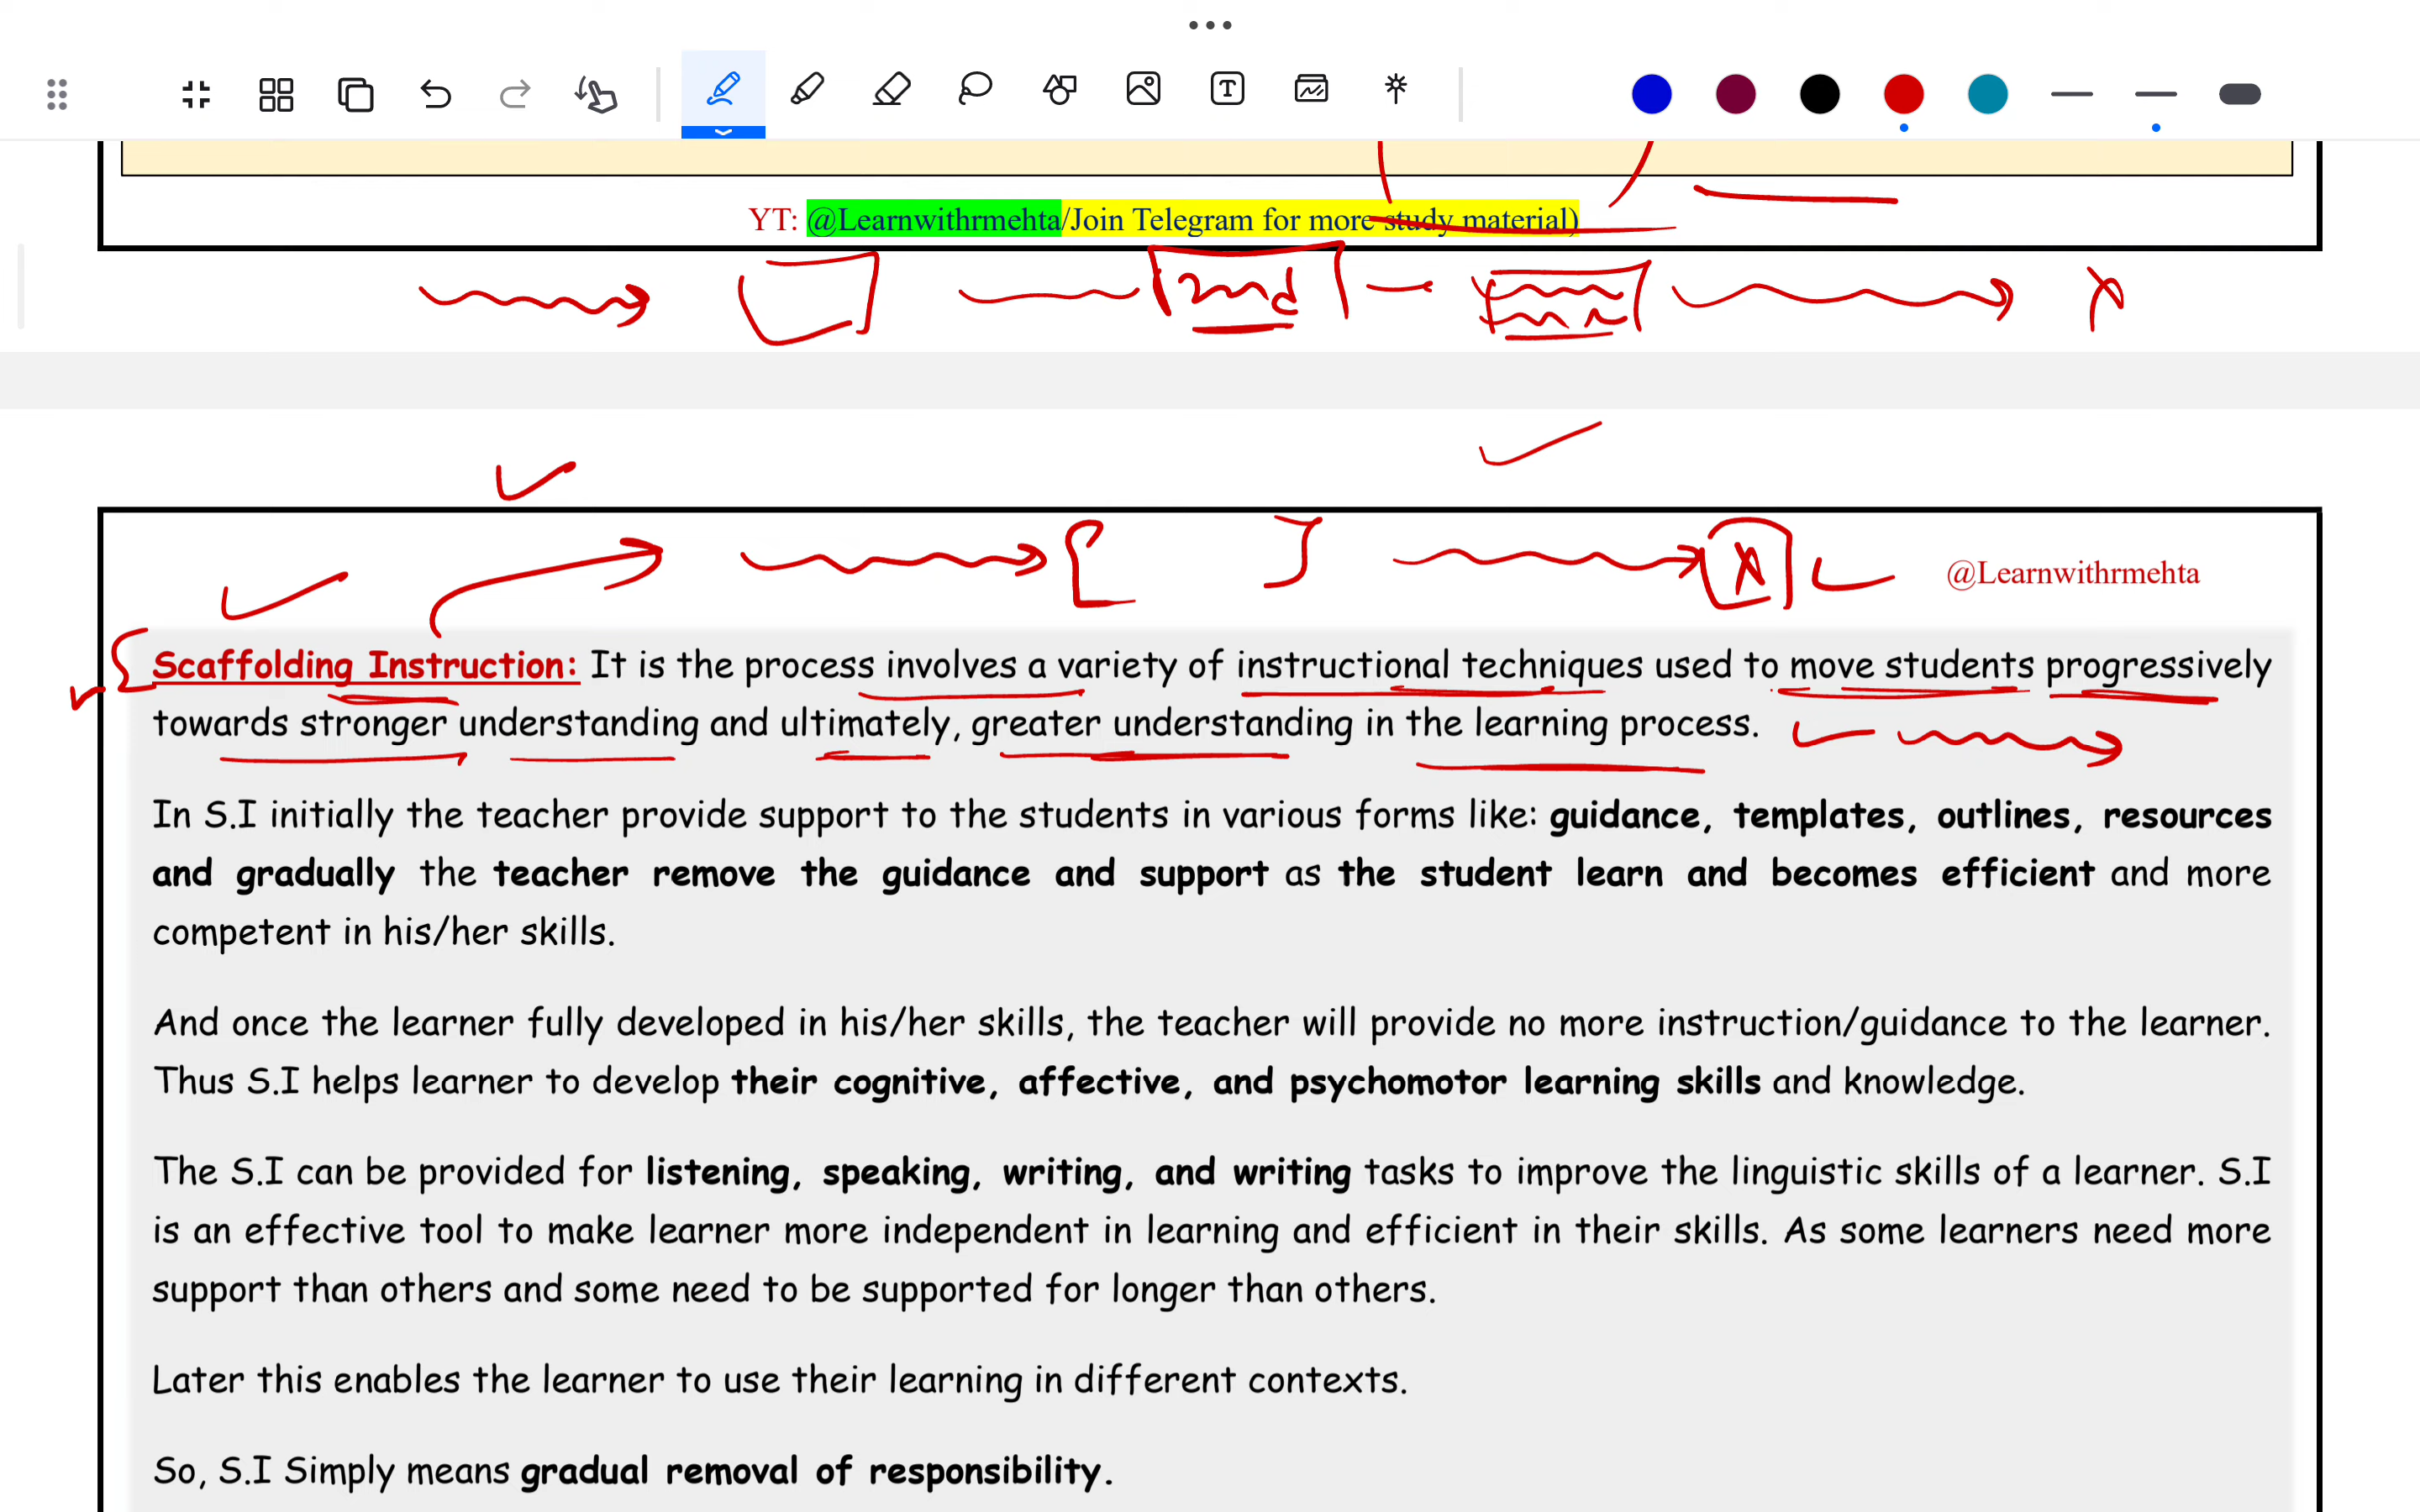 YT: @Learnwithrmehta/Join Telegram for more study material)
2nd
@Learnwithrmehta
Scaffolding Instruction: It is the process involves a variety of instructional techniques used to move students progressively
towards stronger understanding and ultimately, greater understanding in the learning process.
In S.I initially the teacher provide support to the students in various forms like: guidance, templates, outlines, resources
and gradually the teacher remove the guidance and support as the student learn and becomes efficient and more
competent in his/her skills.
And once the learner fully developed in his/her skills, the teacher will provide no more instruction/guidance to the learner.
Thus S.I helps learner to develop their cognitive, affective, and psychomotor learning skills and knowledge.
The S.I can be provided for listening, speaking, writing, and writing tasks to improve the linguistic skills of a learner. S.I
is an effective tool to make learner more independent in learning and efficient in their skills. As some learners need more
support than others and some need to be supported for longer than others.
Later this enables the learner to use their learning in different contexts.
So, S.I Simply means gradual removal of responsibility.